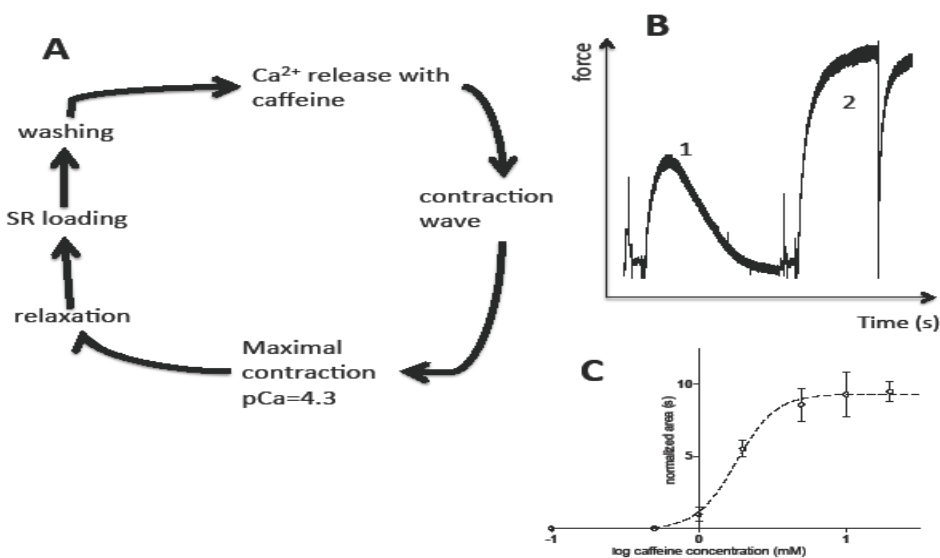 A
Ca²⁺ release with
caffeine
washing
SR loading
relaxation
contraction
wave
Maximal
contraction
pCa=4.3
B
force
1
2
Time (s)
C
normalized area (s)
10
5
-1
0
1
log caffeine concentration (mM)